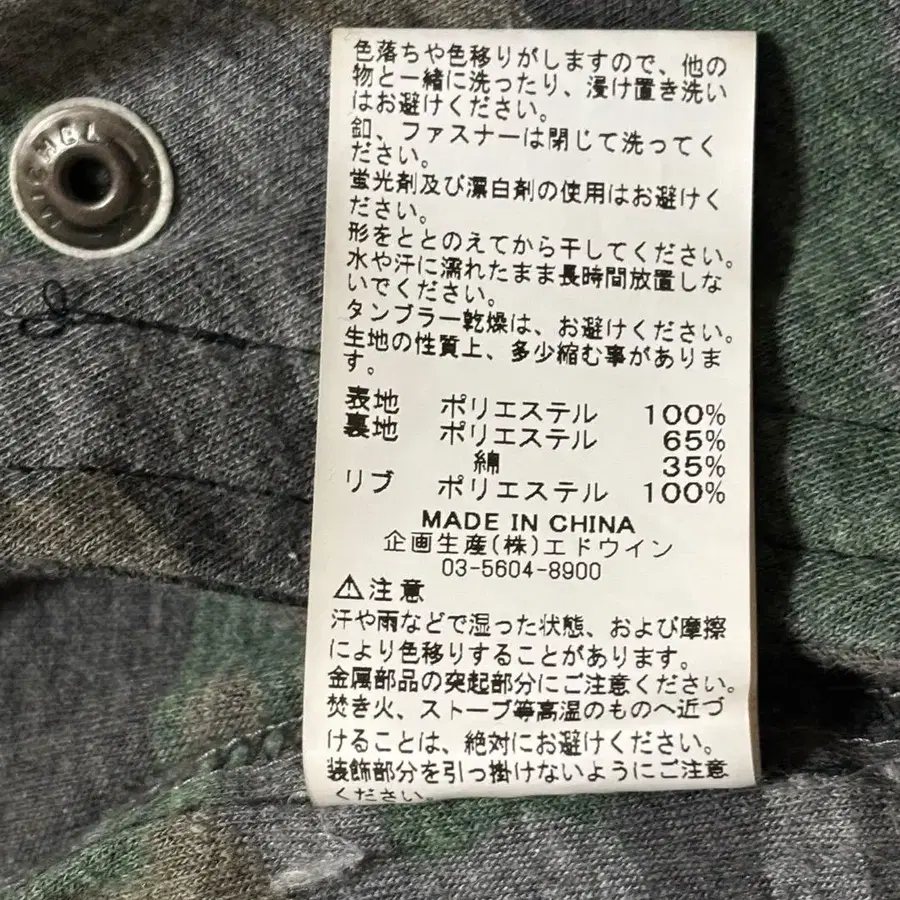 色落ちや色移りがしますので、他の
物と一緒に洗ったり、浸け置き洗い
はお避けください。
釦、ファスナーは閉じて洗ってく
ださい。
蛍光剤及び漂白剤の使用はお避けく
ださい。
形をととのえてから干してください。
水や汗に濡れたまま長時間放置しな
いでください。
タンブラー乾燥は、お避けください。
生地の性質上、多少縮む事がありま
す。
表地 ポリエステル 100%
裏地 ポリエステル 65%
綿 35%
リブ ポリエステル 100%
MADE IN CHINA
企画生産(株)エドウイン
03-5604-8900
⚠注意
汗や雨などで湿った状態、および摩擦
により色移りすることがあります。
金属部品の突起部分にご注意ください。
焚き火、ストーブ等高温のものへ近づ
けることは、絶対にお避けください。
装飾部分を引っ掛けないようにご注意
ください。